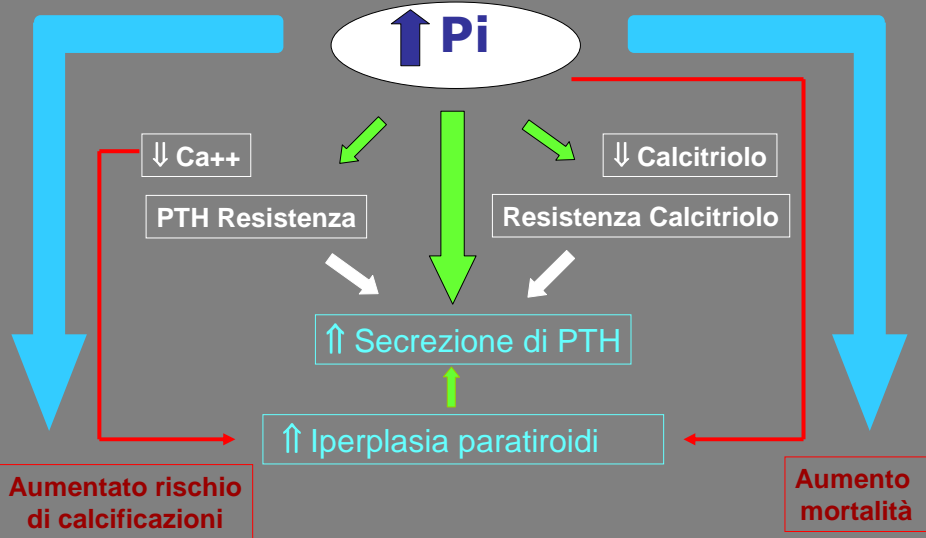 Pi
⇓ Ca++
⇓ Calcitriolo
PTH Resistenza
Resistenza Calcitriolo
⇑ Secrezione di PTH
⇑ Iperplasia paratiroidi
Aumentato rischio
di calcificazioni
Aumento
mortalità